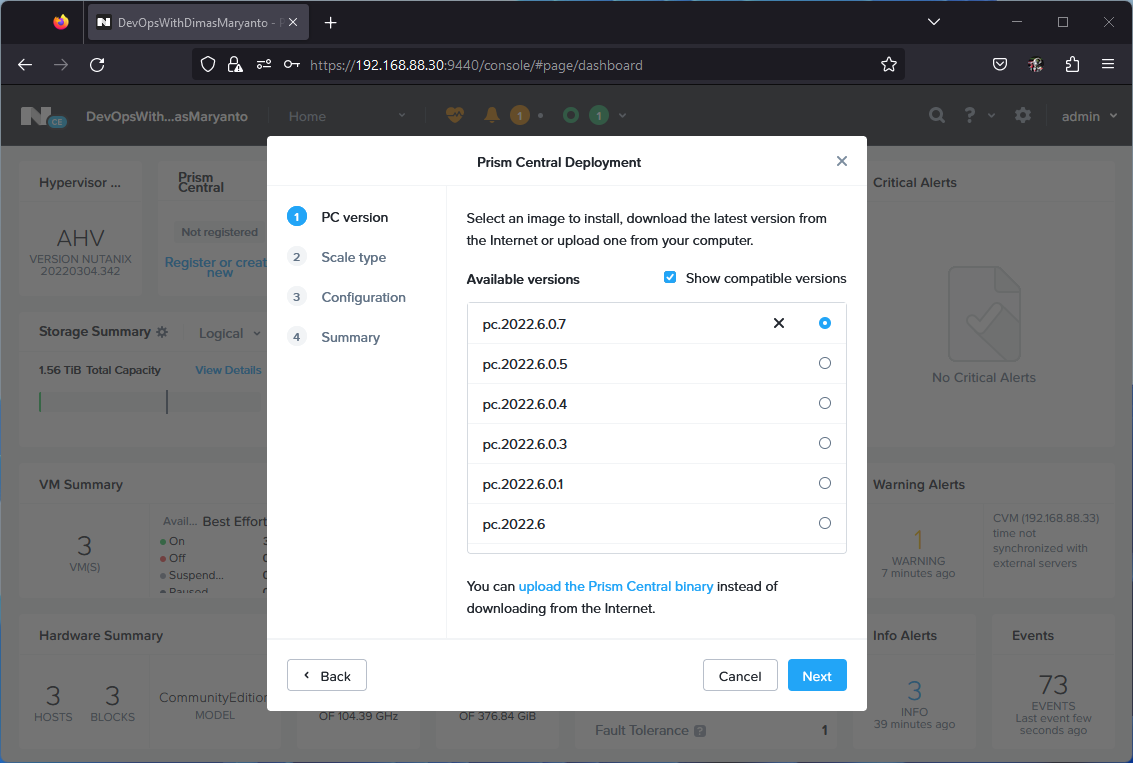 DevOpsWithDimasMaryanto - P
https://192.168.88.30:9440/console/#page/dashboard
N CE DevOpsWith...asMaryanto Home 1 1 ? admin
Hypervisor ...
AHV
VERSION NUTANIX
20220304.342
Prism
Central
Not registered
Register or creat
new
Storage Summary Logical
1.56 TiB Total Capacity View Details
VM Summary
3
VM(S)
Avail... Best Effort
On 3
Off 0
Suspend... 0
Paused
Hardware Summary
3
HOSTS
3
BLOCKS
CommunityEdition
MODEL
OF 104.39 GHz
OF 376.84 GiB
Fault Tolerance ? 1
Prism Central Deployment
1 PC version
2 Scale type
3 Configuration
4 Summary
Select an image to install, download the latest version from
the Internet or upload one from your computer.
Available versions Show compatible versions
pc.2022.6.0.7
pc.2022.6.0.5
pc.2022.6.0.4
pc.2022.6.0.3
pc.2022.6.0.1
pc.2022.6
You can upload the Prism Central binary instead of
downloading from the Internet.
Back Cancel Next
Critical Alerts
No Critical Alerts
Warning Alerts
1
WARNING
7 minutes ago
CVM (192.168.88.33)
time not
synchronized with
external servers
Info Alerts
3
INFO
39 minutes ago
Events
73
EVENTS
Last event few
seconds ago